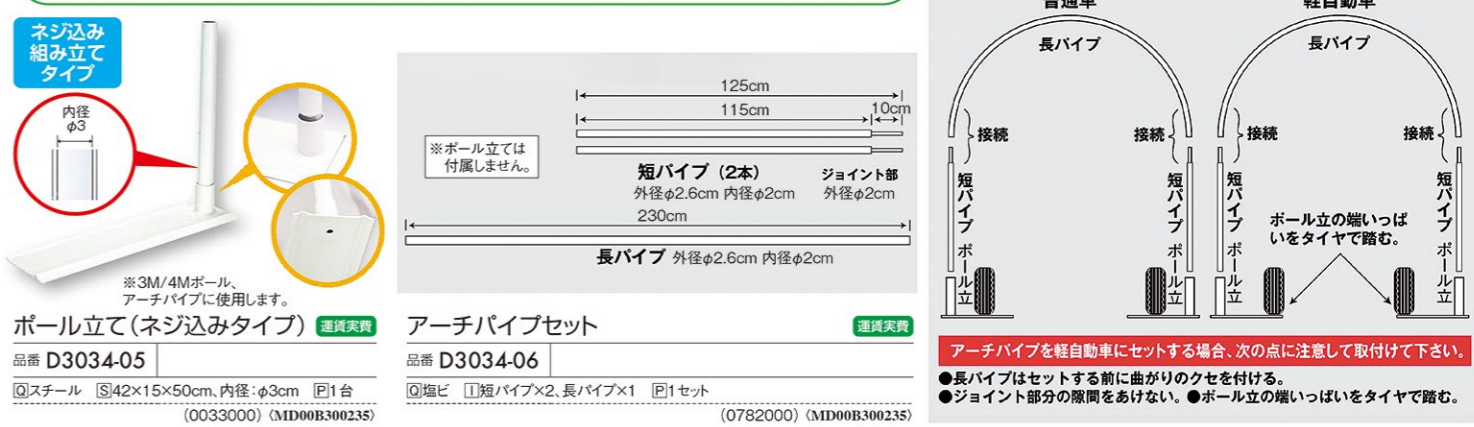 ネジ込み
組み立て
タイプ
内径
φ3
※3M/4Mポール、
アーチパイプに使用します。
ポール立て(ネジ込みタイプ) 運賃実費
品番 D3034-05
Qスチール S42×15×50cm、内径:φ3cm P1台
(0033000)〈MD00B300235〉
125cm
115cm 10cm
※ポール立ては
付属しません。
短パイプ(2本) ジョイント部
外径φ2.6cm 内径φ2cm 外径φ2cm
230cm
長パイプ 外径φ2.6cm 内径φ2cm
アーチパイプセット 運賃実費
品番 D3034-06
Q塩ビ I短パイプ×2、長パイプ×1 P1セット
(0782000)〈MD00B300235〉
普通車
長パイプ
接続 接続
短パイプ 短パイプ
ポール立 ポール立
軽自動車
長パイプ
接続 接続
短パイプ 短パイプ
ポール立の端いっぱ
いをタイヤで踏む。
ポール立 ポール立
アーチパイプを軽自動車にセットする場合、次の点に注意して取付けて下さい。
●長パイプはセットする前に曲がりのクセを付ける。
●ジョイント部分の隙間をあけない。●ポール立の端いっぱいをタイヤで踏む。